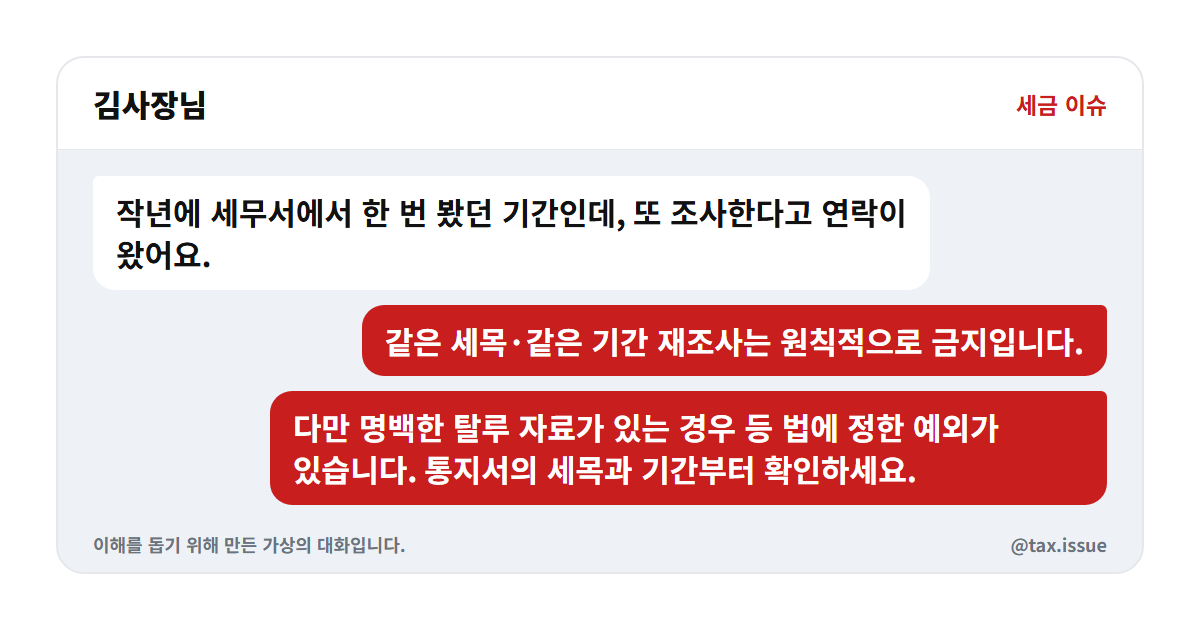 김사장님
세금 이슈
작년에 세무서에서 한 번 봤던 기간인데, 또 조사한다고 연락이
왔어요.
같은 세목·같은 기간 재조사는 원칙적으로 금지입니다.
다만 명백한 탈루 자료가 있는 경우 등 법에 정한 예외가
있습니다. 통지서의 세목과 기간부터 확인하세요.
이해를 돕기 위해 만든 가상의 대화입니다.
@tax.issue